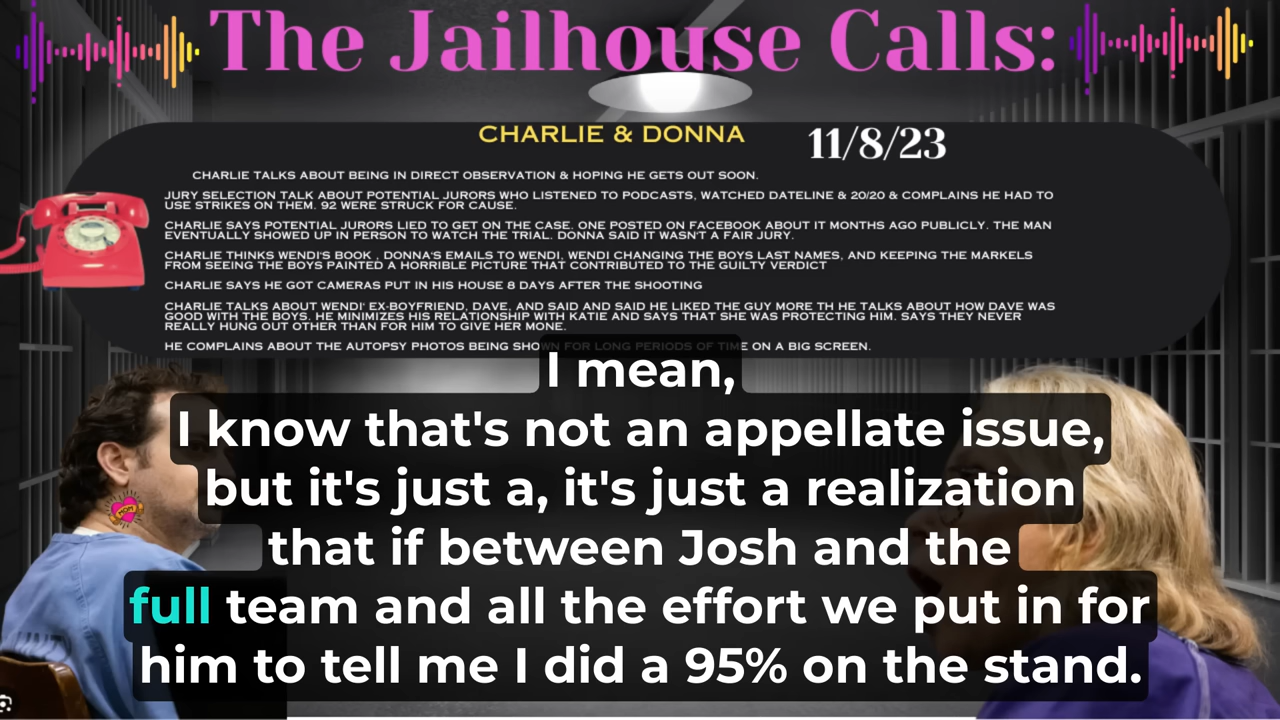 The Jailhouse Calls:
CHARLIE & DONNA
11/8/23
CHARLIE TALKS ABOUT BEING IN DIRECT OBSERVATION & HOPING HE GETS OUT SOON.
JURY SELECTION TALK ABOUT POTENTIAL JURORS WHO LISTENED TO PODCASTS, WATCHED DATELINE & 20/20 & COMPLAINS HE HAD TO
USE STRIKES ON THEM. 92 WERE STRUCK FOR CAUSE.
CHARLIE SAYS POTENTIAL JURORS LIED TO GET ON THE CASE. ONE POSTED ON FACEBOOK ABOUT IT MONTHS AGO PUBLICLY. THE MAN
EVENTUALLY SHOWED UP IN PERSON TO WATCH THE TRIAL. DONNA SAID IT WASN'T A FAIR JURY.
CHARLIE THINKS WENDI'S BOOK , DONNA'S EMAILS TO WENDI, WENDI CHANGING THE BOYS LAST NAMES, AND KEEPING THE MARKELS
FROM SEEING THE BOYS PAINTED A HORRIBLE PICTURE THAT CONTRIBUTED TO THE GUILTY VERDICT
CHARLIE SAYS HE GOT CAMERAS PUT IN HIS HOUSE 8 DAYS AFTER THE SHOOTING
CHARLIE TALKS ABOUT WENDI' EX-BOYFRIEND, DAVE, AND SAID AND SAID HE LIKED THE GUY MORE TH HE TALKS ABOUT HOW DAVE WAS
GOOD WITH THE BOYS. HE MINIMIZES HIS RELATIONSHIP WITH KATIE AND SAYS THAT SHE WAS PROTECTING HIM. SAYS THEY NEVER
REALLY HUNG OUT OTHER THAN FOR HIM TO GIVE HER MONE.
HE COMPLAINS ABOUT THE AUTOPSY PHOTOS BEING SHOWN FOR LONG PERIODS OF TIME ON A BIG SCREEN.
I mean,
I know that's not an appellate issue,
but it's just a, it's just a realization
that if between Josh and the
full team and all the effort we put in for
him to tell me I did a 95% on the stand.
MOM